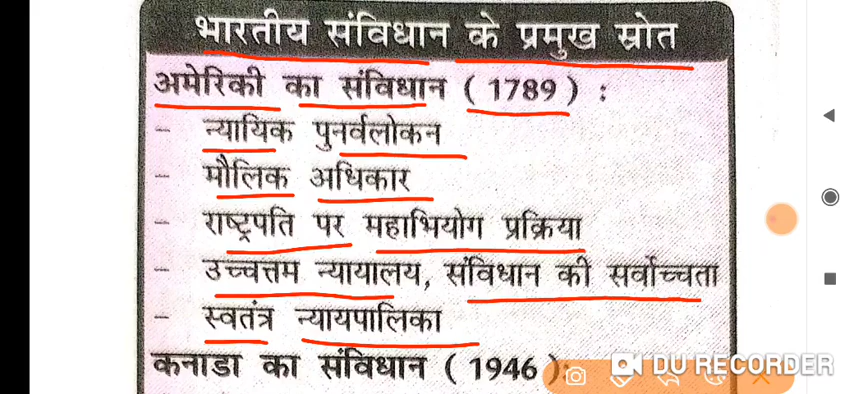 भारतीय संविधान के प्रमुख स्रोत
अमेरिकी का संविधान ( 1789 ) :
– न्यायिक पुनर्वलोकन
– मौलिक अधिकार
– राष्ट्रपति पर महाभियोग प्रक्रिया
– उच्चत्तम न्यायालय, संविधान की सर्वोच्चता
– स्वतंत्र न्यायपालिका
कनाडा का संविधान ( 1946 ):
DU RECORDER